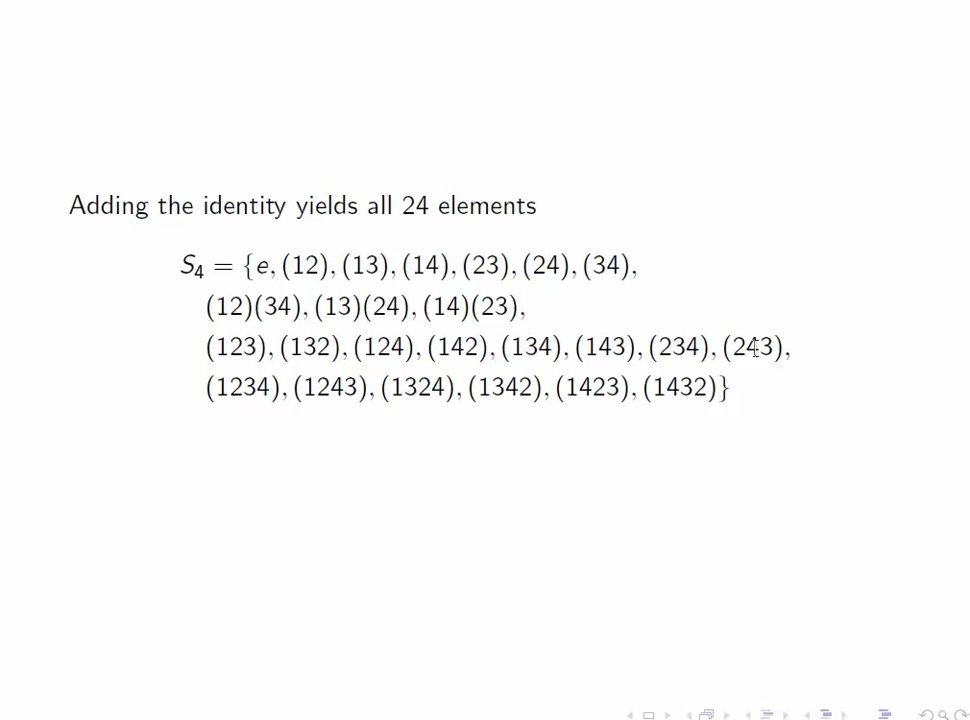 Adding the identity yields all 24 elements
S₄ = {e, (12), (13), (14), (23), (24), (34),
(12)(34), (13)(24), (14)(23),
(123), (132), (124), (142), (134), (143), (234), (243),
(1234), (1243), (1324), (1342), (1423), (1432)}